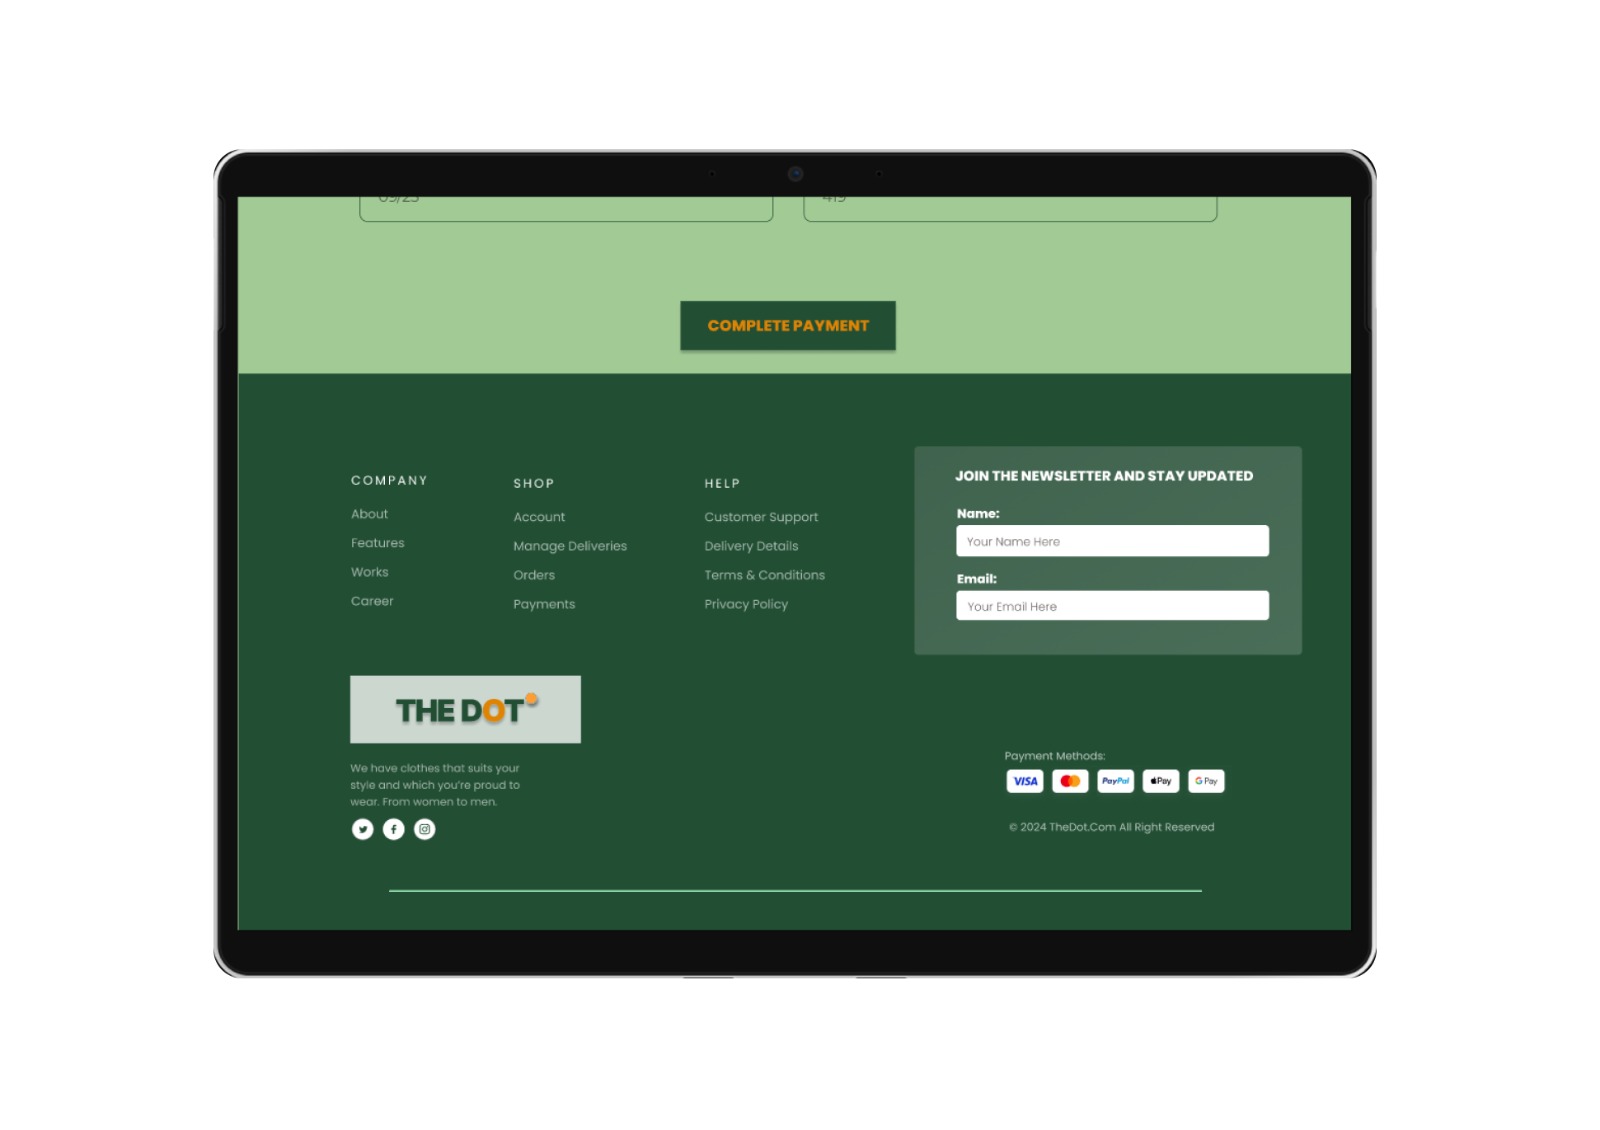 COMPLETE PAYMENT
COMPANY
About
Features
Works
Career
SHOP
Account
Manage Deliveries
Orders
Payments
HELP
Customer Support
Delivery Details
Terms & Conditions
Privacy Policy
JOIN THE NEWSLETTER AND STAY UPDATED
Name:
Your Name Here
Email:
Your Email Here
THE DOT
We have clothes that suits your
style and which you're proud to
wear. From women to men.
Payment Methods:
VISA PayPal Pay G Pay
© 2024 TheDot.Com All Right Reserved